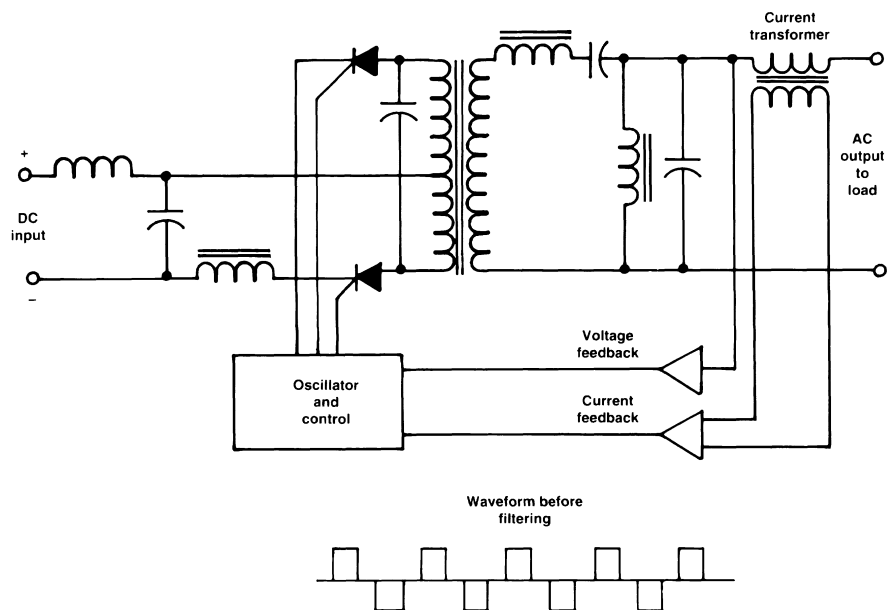 Current
transformer
+
DC
input
−
AC
output
to
load
Voltage
feedback
Oscillator
and
control
Current
feedback
Waveform before
filtering